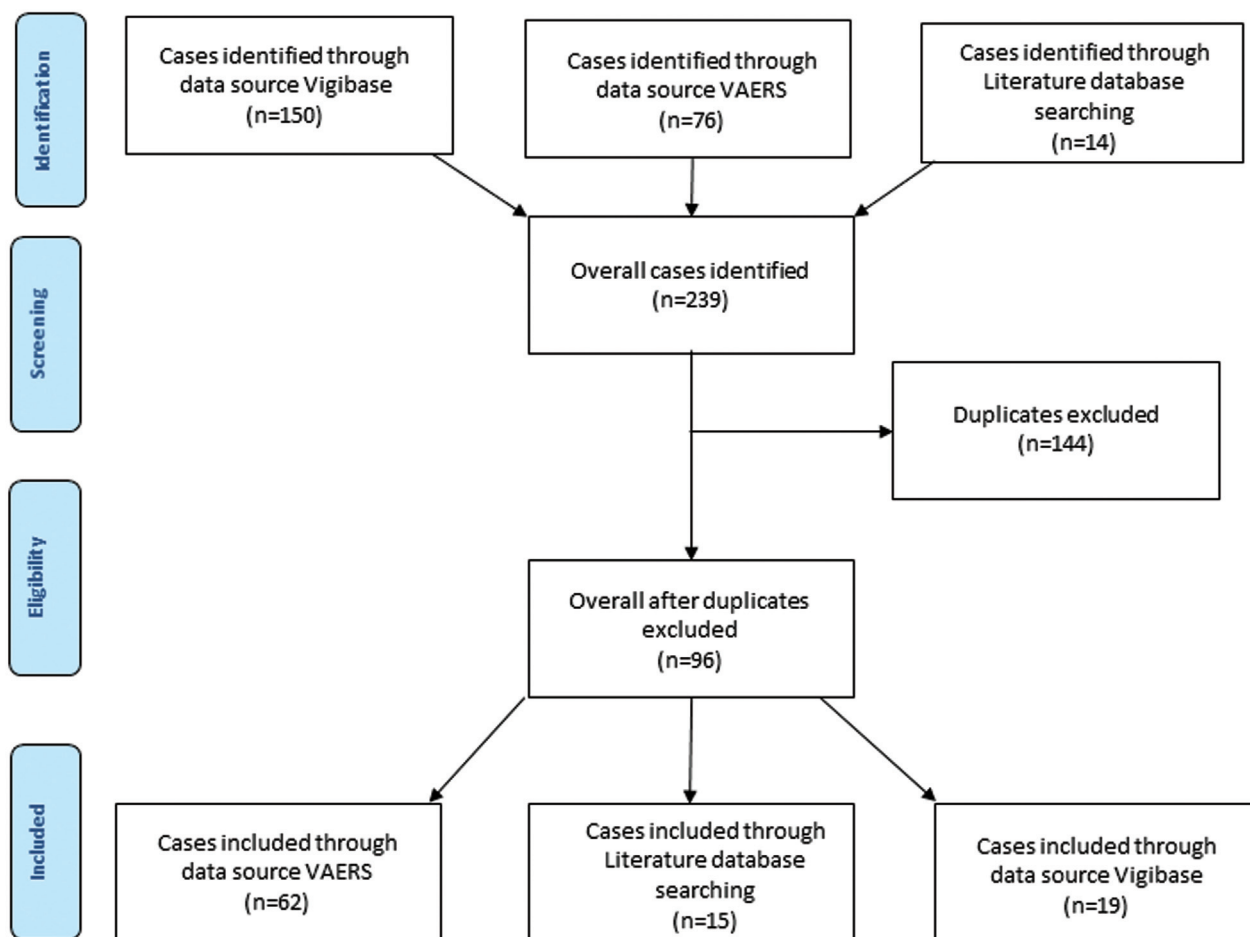 Identification
Cases identified through
data source Vigibase
(n=150)
Cases identified through
data source VAERS
(n=76)
Cases identified through
Literature database
searching
(n=14)
Screening
Overall cases identified
(n=239)
Duplicates excluded
(n=144)
Eligibility
Overall after duplicates
excluded
(n=96)
Included
Cases included through
data source VAERS
(n=62)
Cases included through
Literature database
searching
(n=15)
Cases included through
data source Vigibase
(n=19)